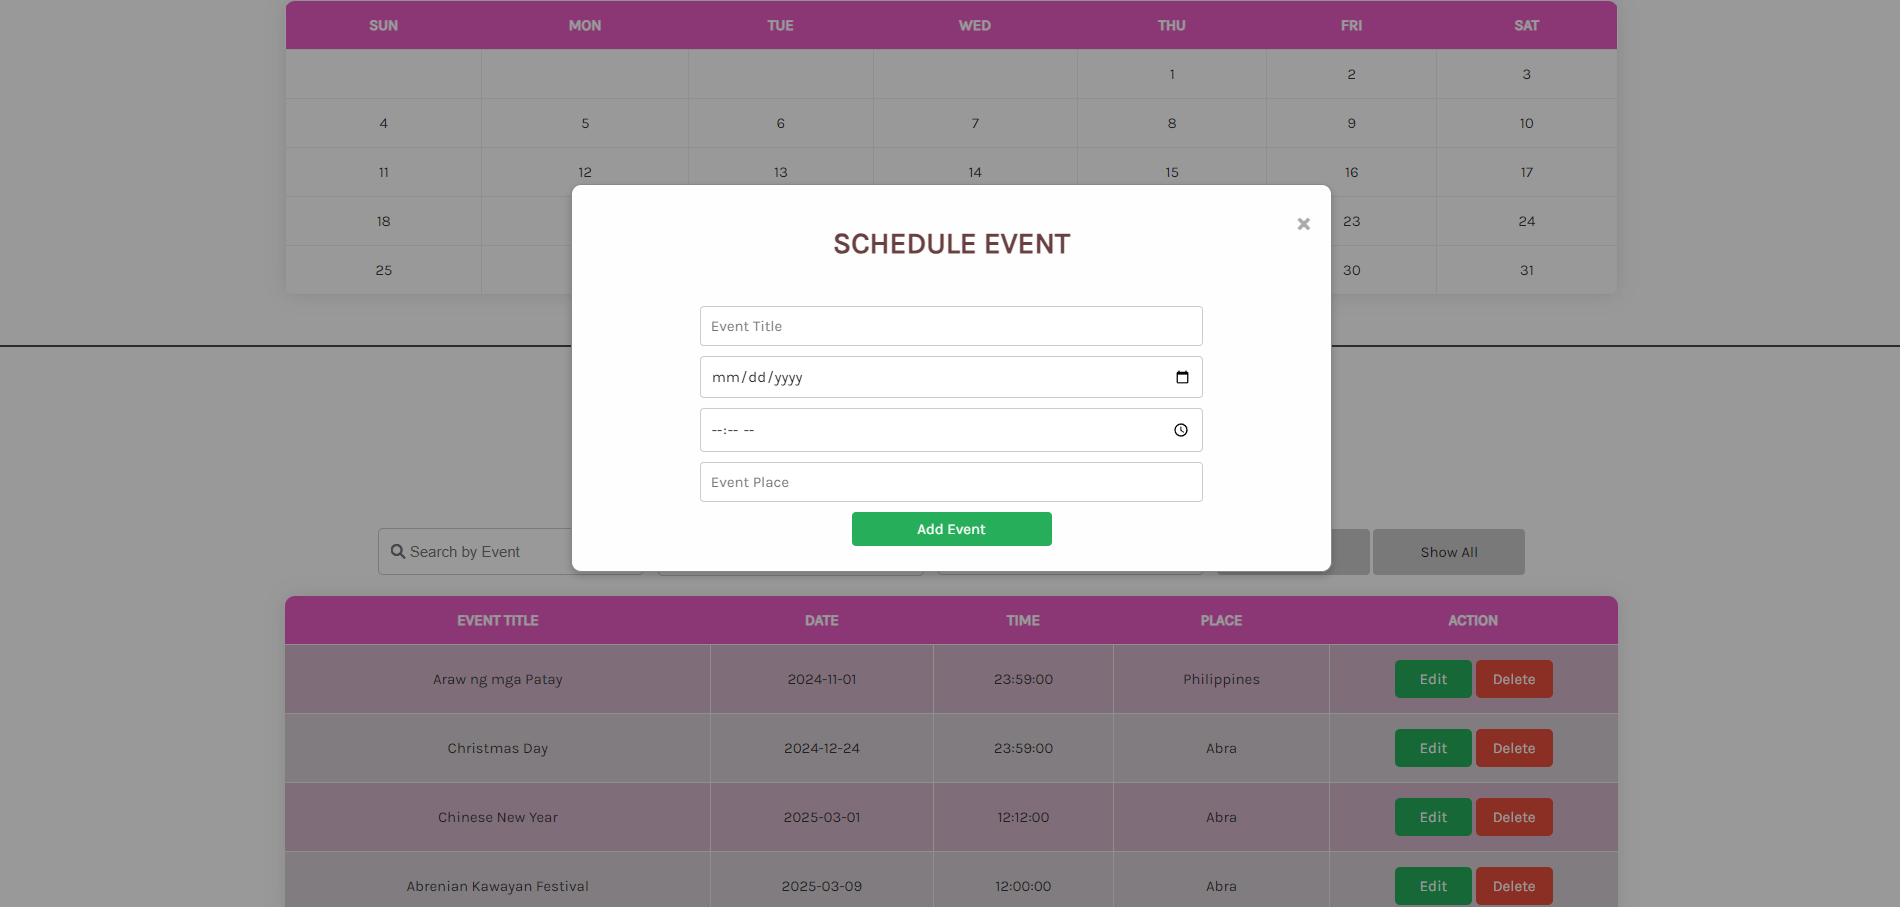 SUN MON TUE WED THU FRI SAT
1 2 3
4 5 6 7 8 9 10
11 12 13 14 15 16 17
18 23 24
25 30 31
×
SCHEDULE EVENT
Event Title
mm/dd/yyyy
--:-- --
Event Place
Add Event
Search by Event
Show All
EVENT TITLE DATE TIME PLACE ACTION
Araw ng mga Patay 2024-11-01 23:59:00 Philippines Edit Delete
Christmas Day 2024-12-24 23:59:00 Abra Edit Delete
Chinese New Year 2025-03-01 12:12:00 Abra Edit Delete
Abrenian Kawayan Festival 2025-03-09 12:00:00 Abra Edit Delete